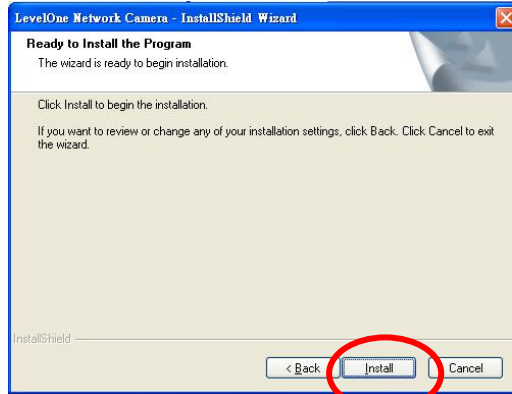 LevelOne Network Camera - InstallShield Wizard
Ready to Install the Program
The wizard is ready to begin installation.
Click Install to begin the installation.
If you want to review or change any of your installation settings, click Back. Click Cancel to exit
the wizard.
InstallShield
< Back Install Cancel